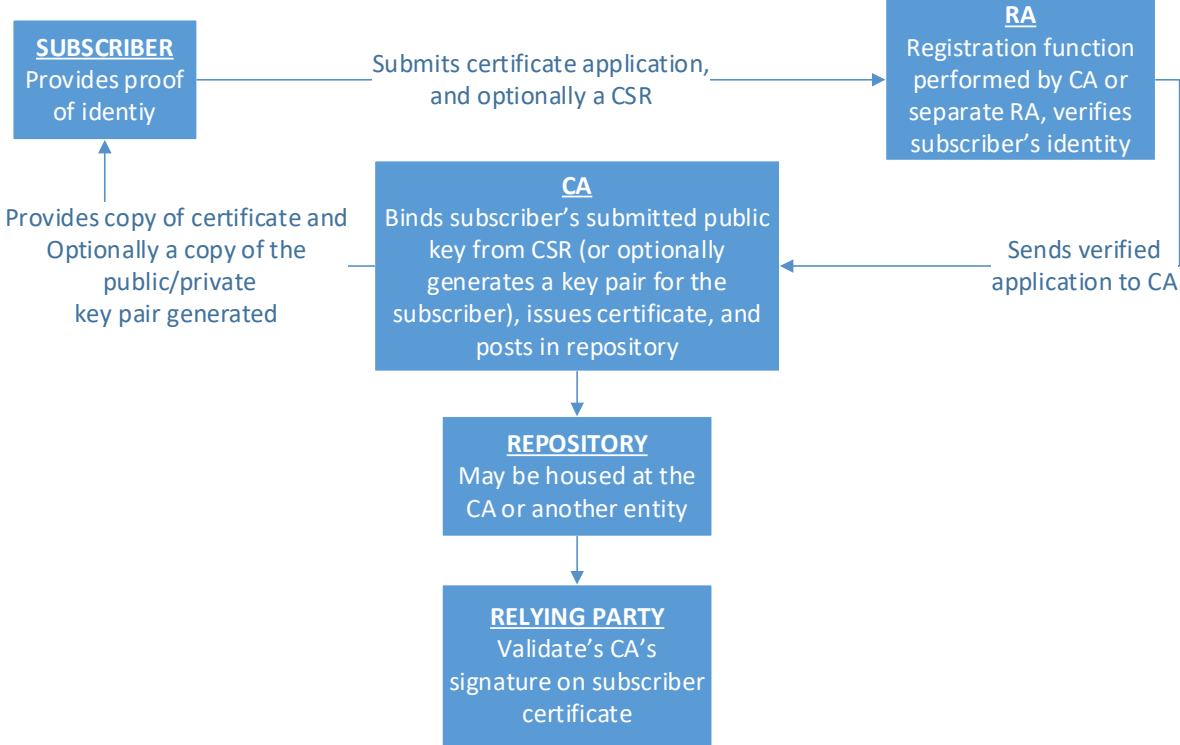 SUBSCRIBER
Provides proof
of identiy
Submits certificate application,
and optionally a CSR
RA
Registration function
performed by CA or
separate RA, verifies
subscriber's identity
Provides copy of certificate and
Optionally a copy of the
public/private
key pair generated
CA
Binds subscriber's submitted public
key from CSR (or optionally
generates a key pair for the
subscriber), issues certificate, and
posts in repository
Sends verified
application to CA
REPOSITORY
May be housed at the
CA or another entity
RELYING PARTY
Validate's CA's
signature on subscriber
certificate